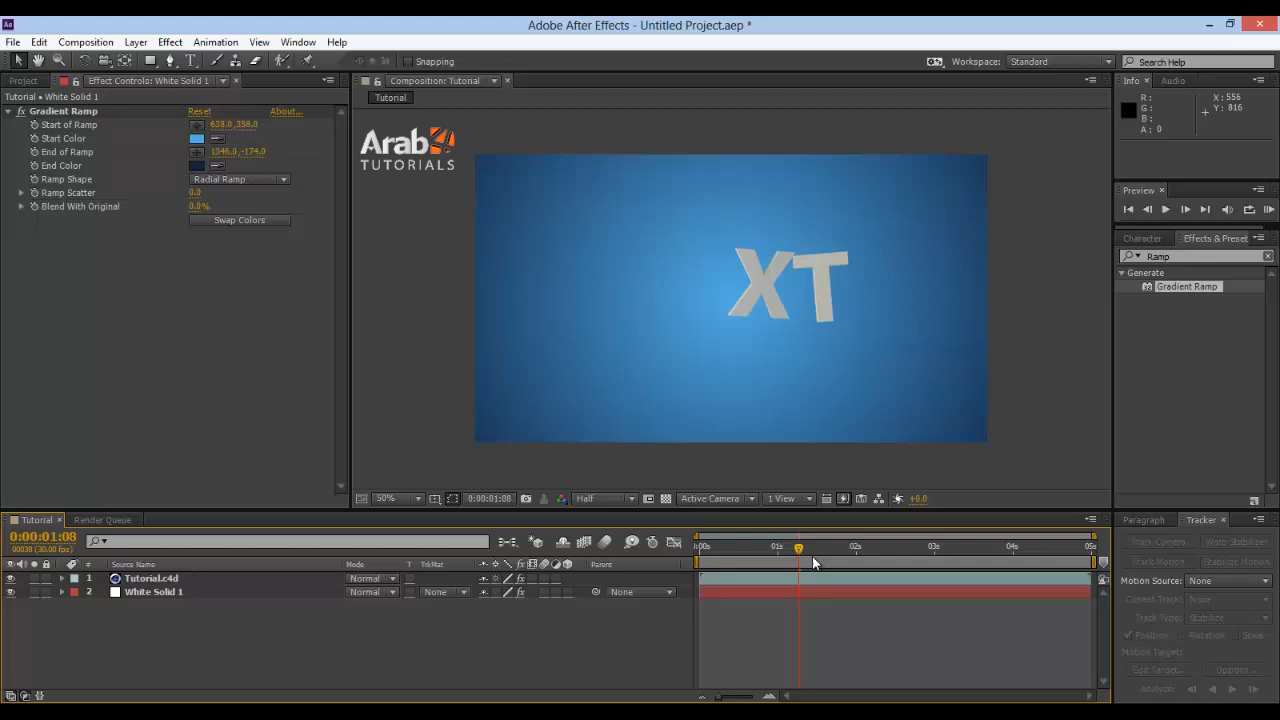 Adobe After Effects - Untitled Project.aep *
File Edit Composition Layer Effect Animation View Window Help
Snapping
Workspace: Standard
Search Help
Project
Effect Controls: White Solid 1
Composition: Tutorial
Info
Audio
Tutorial • White Solid 1
Tutorial
Gradient Ramp Reset About...
Start of Ramp 638.0,358.0
Start Color
End of Ramp 1346.0,-174.0
End Color
Ramp Shape Radial Ramp
Ramp Scatter 0.0
Blend With Original 0.0%
Swap Colors
Arab4
TUTORIALS
XT
R:
G:
B:
A: 0
X: 556
Y: 816
Preview
Character
Effects & Preset
Ramp
Generate
Gradient Ramp
50%
0:00:01:08
Half
Active Camera
1 View
+0.0
Tutorial
Render Queue
Paragraph
Tracker
0:00:01:08
00038 (30.00 fps)
Source Name
Mode
T
TrkMat
Parent
:00s 01s 02s 03s 04s 05s
1 Tutorial.c4d Normal
2 White Solid 1 Normal None None
Track Camera
Warp Stabilizer
Track Motion
Stabilize Motion
Motion Source: None
Current Track: None
Track Type: Stabilize
Position
Rotation
Scale
Motion Target:
Edit Target...
Options...
Analyze: